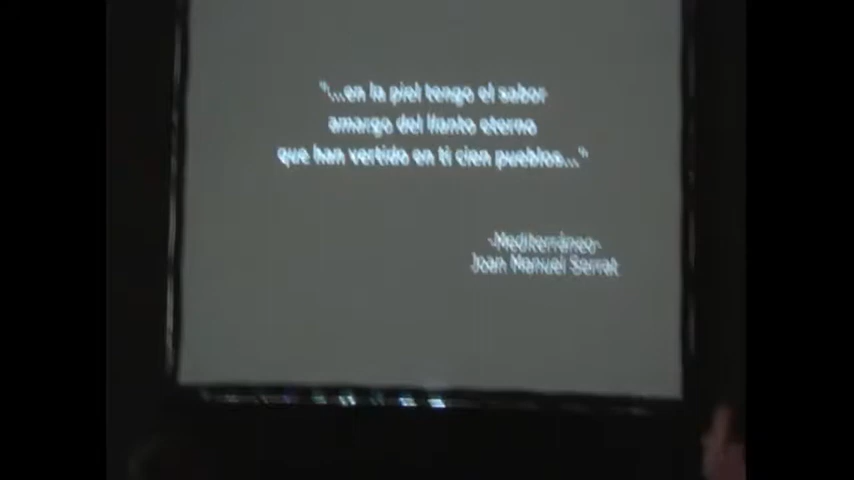 "...en la piel tengo el sabor
amargo del llanto eterno
que han vertido en ti cien pueblos..."
-Mediterráneo-
Joan Manuel Serrat